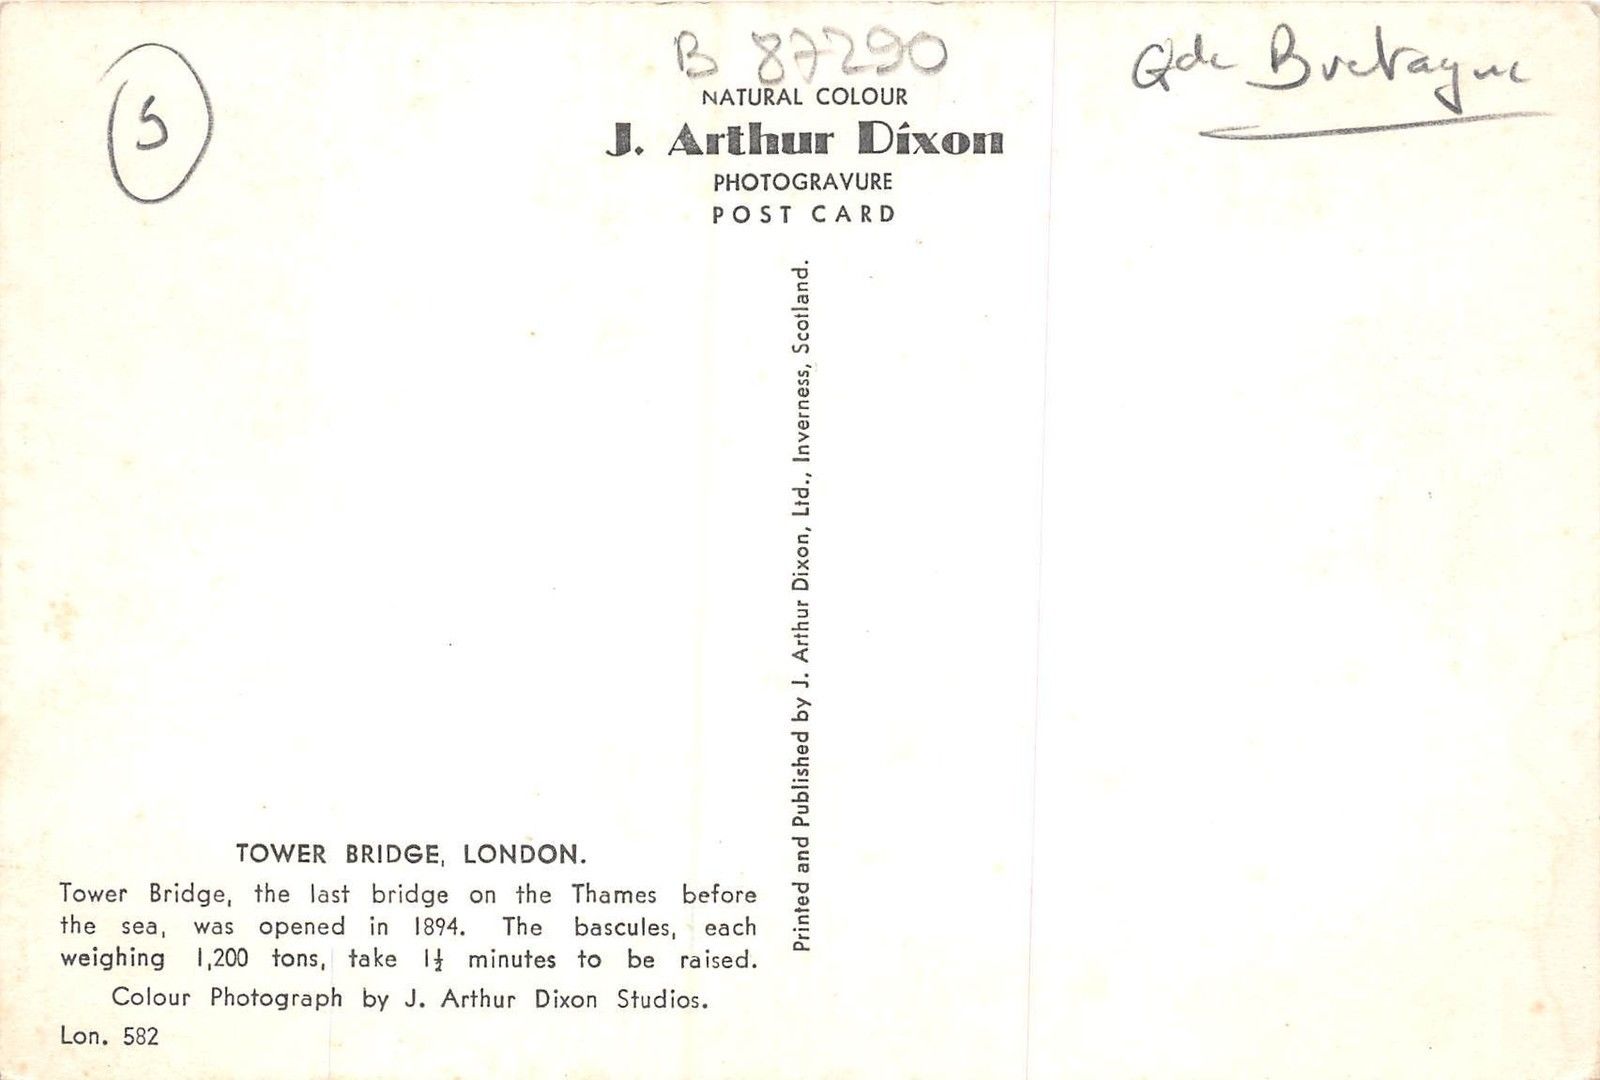 5
B 87290
Gde Bretagne
NATURAL COLOUR
J. Arthur Dixon
PHOTOGRAVURE
POST CARD
Printed and Published by J. Arthur Dixon, Ltd., Inverness, Scotland.
TOWER BRIDGE, LONDON.
Tower Bridge, the last bridge on the Thames before
the sea, was opened in 1894. The bascules, each
weighing 1,200 tons, take 1½ minutes to be raised.
Colour Photograph by J. Arthur Dixon Studios.
Lon. 582